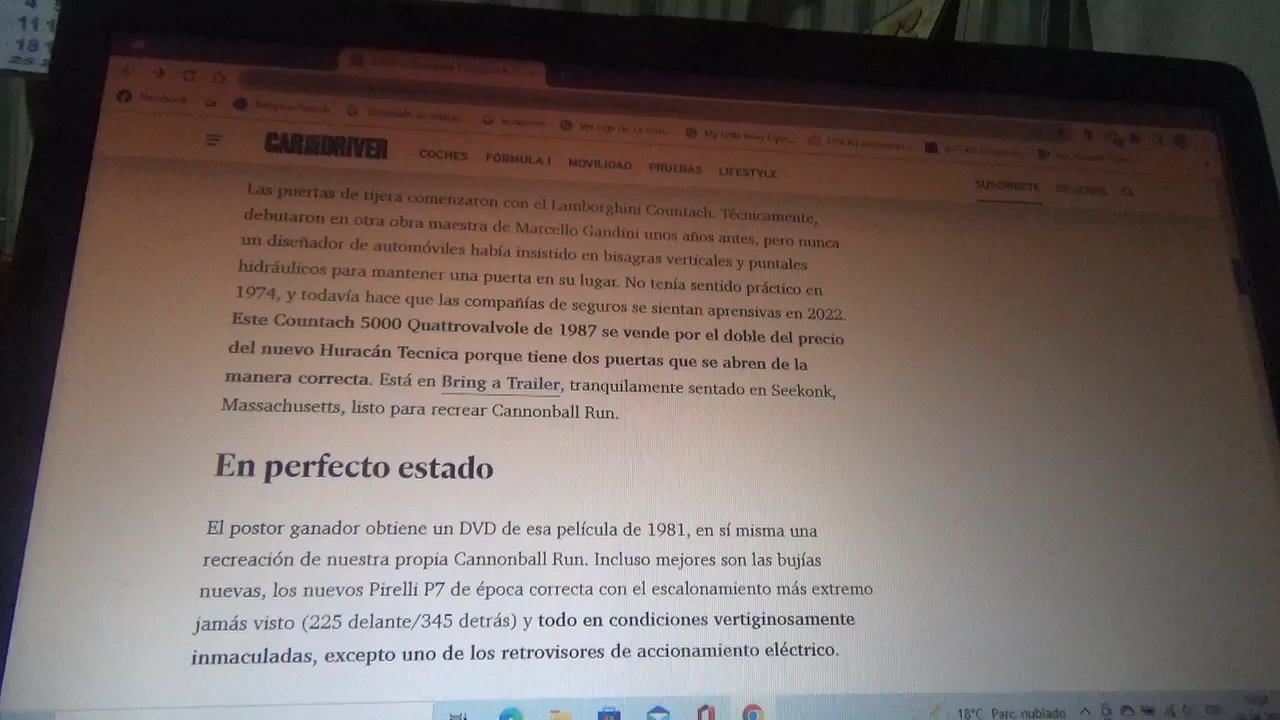 4
11 1
18 1
25 2
Facebook
CAR AND DRIVER
COCHES FÓRMULA 1 MOVILIDAD PRUEBAS LIFESTYLE
SUSCRÍBETE
Las puertas de tijera comenzaron con el Lamborghini Countach. Técnicamente,
debutaron en otra obra maestra de Marcello Gandini unos años antes, pero nunca
un diseñador de automóviles había insistido en bisagras verticales y puntales
hidráulicos para mantener una puerta en su lugar. No tenía sentido práctico en
1974, y todavía hace que las compañías de seguros se sientan aprensivas en 2022.
Este Countach 5000 Quattrovalvole de 1987 se vende por el doble del precio
del nuevo Huracán Tecnica porque tiene dos puertas que se abren de la
manera correcta. Está en Bring a Trailer, tranquilamente sentado en Seekonk,
Massachusetts, listo para recrear Cannonball Run.
En perfecto estado
El postor ganador obtiene un DVD de esa película de 1981, en sí misma una
recreación de nuestra propia Cannonball Run. Incluso mejores son las bujías
nuevas, los nuevos Pirelli P7 de época correcta con el escalonamiento más extremo
jamás visto (225 delante/345 detrás) y todo en condiciones vertiginosamente
inmaculadas, excepto uno de los retrovisores de accionamiento eléctrico.
18°C Parc. nublado